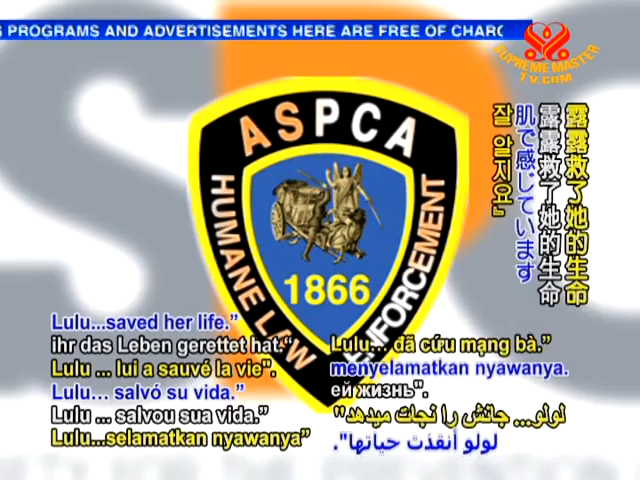 PROGRAMS AND ADVERTISEMENTS HERE ARE FREE OF CHARG
SUPREME MASTER
TV.COM
ASPCA
HUMANE LAW
ENFORCEMENT
1866
露露救了她的生命
露露救了她的生命
肌で感じています
잘 알지요』
Lulu...saved her life.”
ihr das Leben gerettet hat.“
Lulu ... lui a sauvé la vie".
Lulu… salvó su vida.”
Lulu ... salvou sua vida.”
Lulu...selamatkan nyawanya”
Lulu… đã cứu mạng bà.”
menyelamatkan nyawanya.
ей жизнь".
لولو... جانش را نجات میدهد"
لولو أنقذت حياتها".